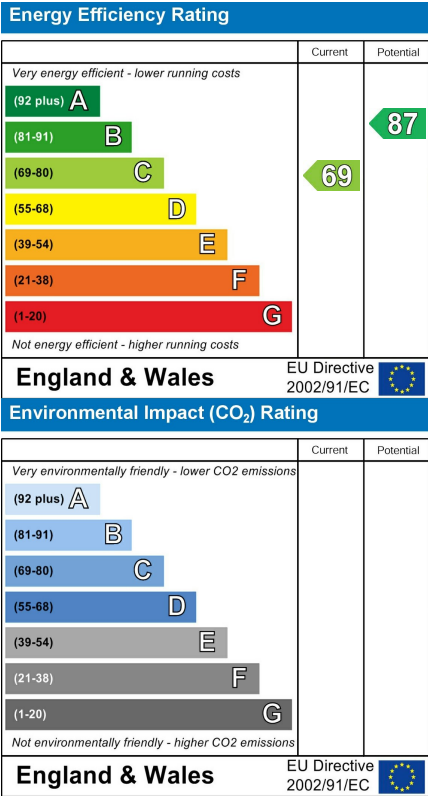 Energy Efficiency Rating
Current Potential
Very energy efficient - lower running costs
(92 plus) A
(81-91) B
87
(69-80) C
69
(55-68) D
(39-54) E
(21-38) F
(1-20) G
Not energy efficient - higher running costs
England & Wales
EU Directive
2002/91/EC
Environmental Impact (CO₂) Rating
Current Potential
Very environmentally friendly - lower CO2 emissions
(92 plus) A
(81-91) B
(69-80) C
(55-68) D
(39-54) E
(21-38) F
(1-20) G
Not environmentally friendly - higher CO2 emissions
England & Wales
EU Directive
2002/91/EC